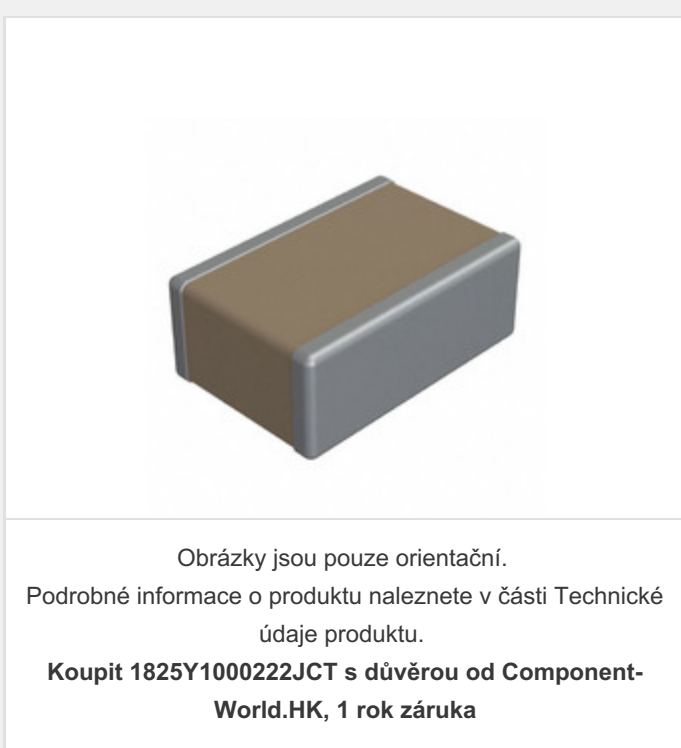 Obrázky jsou pouze orientační.
Podrobné informace o produktu naleznete v části Technické
údaje produktu.
Koupit 1825Y1000222JCT s důvěrou od Component-
World.HK, 1 rok záruka